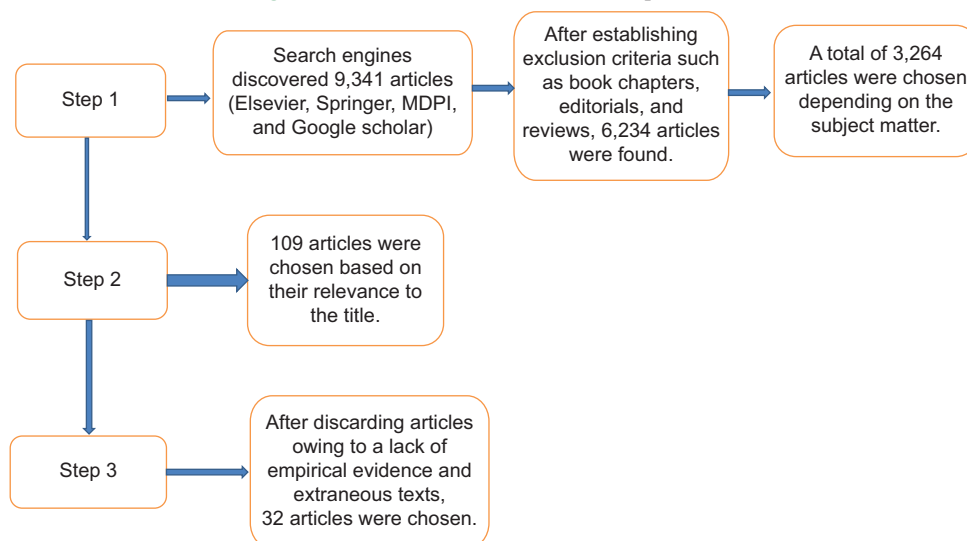 Step 1
Search engines
discovered 9,341 articles
(Elsevier, Springer, MDPI,
and Google scholar)
After establishing
exclusion criteria such
as book chapters,
editorials, and
reviews, 6,234 articles
were found.
A total of 3,264
articles were chosen
depending on the
subject matter.
Step 2
109 articles were
chosen based on
their relevance to
the title.
Step 3
After discarding articles
owing to a lack of
empirical evidence and
extraneous texts,
32 articles were chosen.